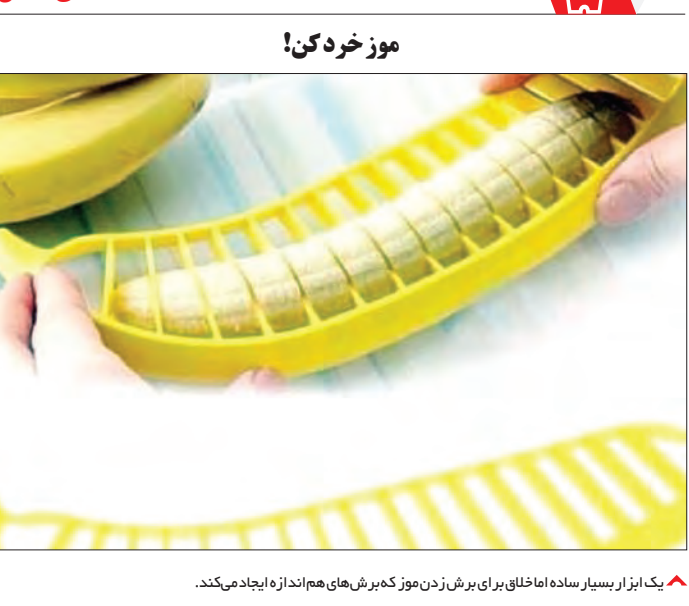 موز خرد کن!
یک ابزار بسیار ساده اما خلاق برای برش زدن موز که برش‌های هم‌اندازه ایجاد می‌کند.